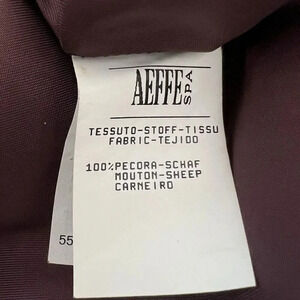 AEFFE SPA
TESSUTO-STOFF-TISSU
FABRIC-TEJIDO
100%PECORA-SCHAF
MOUTON-SHEEP
CARNEIRO
55